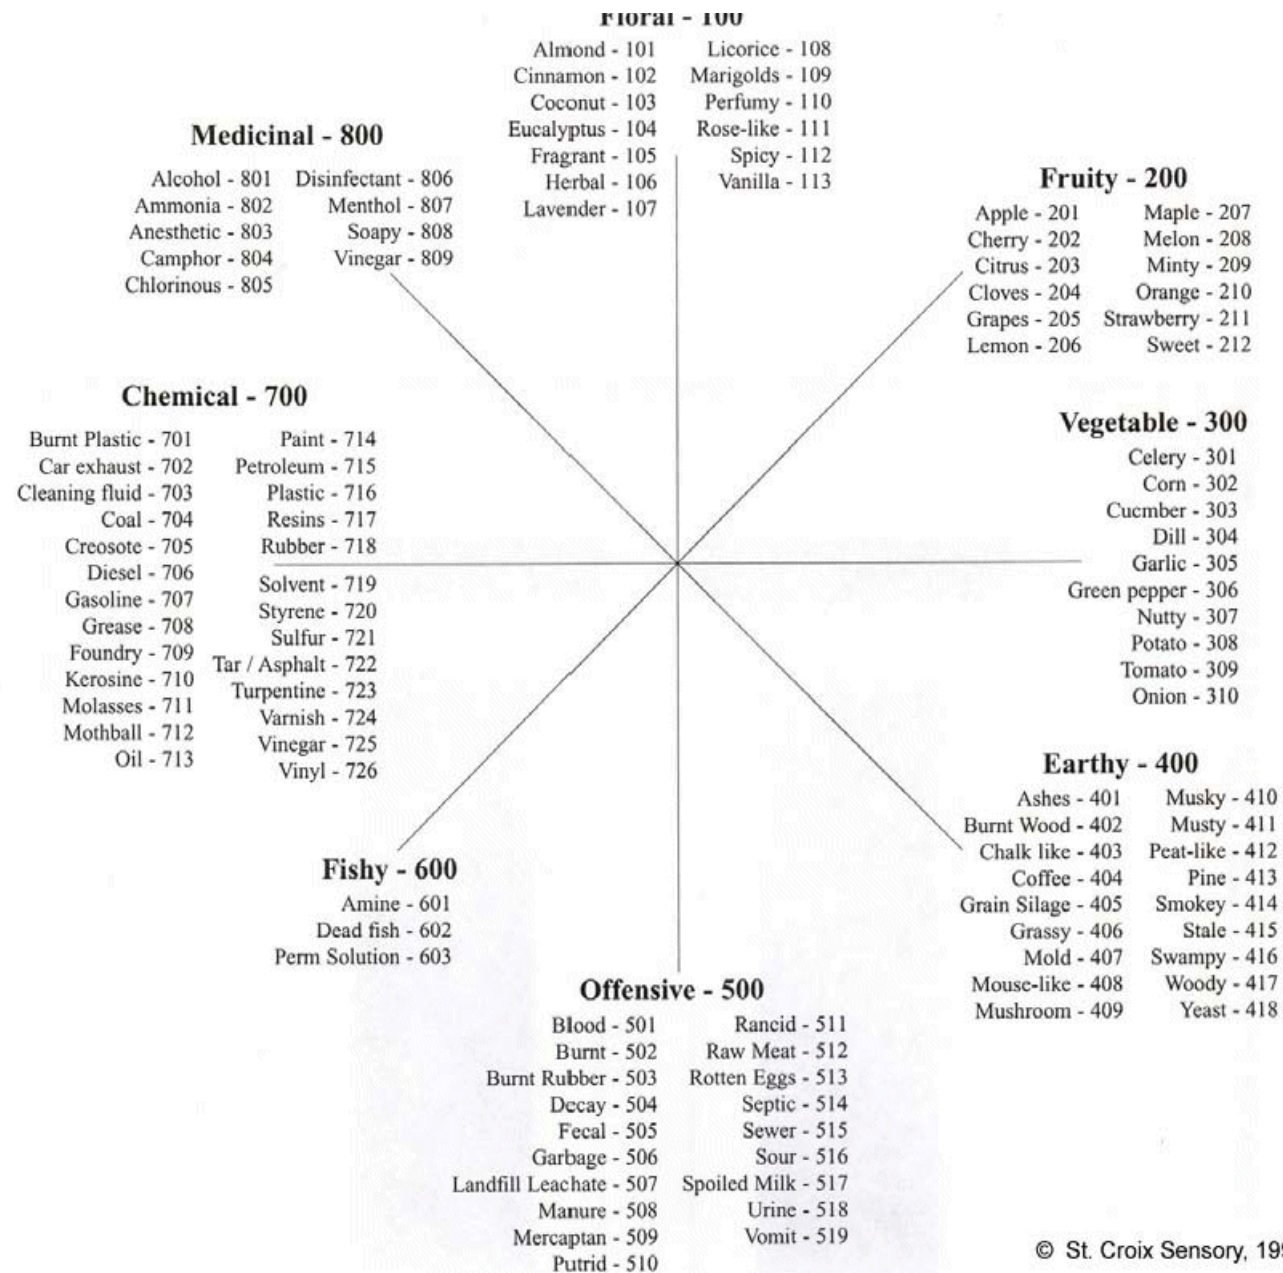 Floral - 100
Almond - 101
Cinnamon - 102
Coconut - 103
Eucalyptus - 104
Fragrant - 105
Herbal - 106
Lavender - 107
Licorice - 108
Marigolds - 109
Perfumy - 110
Rose-like - 111
Spicy - 112
Vanilla - 113
Medicinal - 800
Alcohol - 801
Ammonia - 802
Anesthetic - 803
Camphor - 804
Chlorinous - 805
Disinfectant - 806
Menthol - 807
Soapy - 808
Vinegar - 809
Fruity - 200
Apple - 201
Cherry - 202
Citrus - 203
Cloves - 204
Grapes - 205
Lemon - 206
Maple - 207
Melon - 208
Minty - 209
Orange - 210
Strawberry - 211
Sweet - 212
Chemical - 700
Burnt Plastic - 701
Car exhaust - 702
Cleaning fluid - 703
Coal - 704
Creosote - 705
Diesel - 706
Gasoline - 707
Grease - 708
Foundry - 709
Kerosine - 710
Molasses - 711
Mothball - 712
Oil - 713
Paint - 714
Petroleum - 715
Plastic - 716
Resins - 717
Rubber - 718
Solvent - 719
Styrene - 720
Sulfur - 721
Tar / Asphalt - 722
Turpentine - 723
Varnish - 724
Vinegar - 725
Vinyl - 726
Vegetable - 300
Celery - 301
Corn - 302
Cucmber - 303
Dill - 304
Garlic - 305
Green pepper - 306
Nutty - 307
Potato - 308
Tomato - 309
Onion - 310
Earthy - 400
Ashes - 401
Burnt Wood - 402
Chalk like - 403
Coffee - 404
Grain Silage - 405
Grassy - 406
Mold - 407
Mouse-like - 408
Mushroom - 409
Musky - 410
Musty - 411
Peat-like - 412
Pine - 413
Smokey - 414
Stale - 415
Swampy - 416
Woody - 417
Yeast - 418
Fishy - 600
Amine - 601
Dead fish - 602
Perm Solution - 603
Offensive - 500
Blood - 501
Burnt - 502
Burnt Rubber - 503
Decay - 504
Fecal - 505
Garbage - 506
Landfill Leachate - 507
Manure - 508
Mercaptan - 509
Putrid - 510
Rancid - 511
Raw Meat - 512
Rotten Eggs - 513
Septic - 514
Sewer - 515
Sour - 516
Spoiled Milk - 517
Urine - 518
Vomit - 519
© St. Croix Sensory,